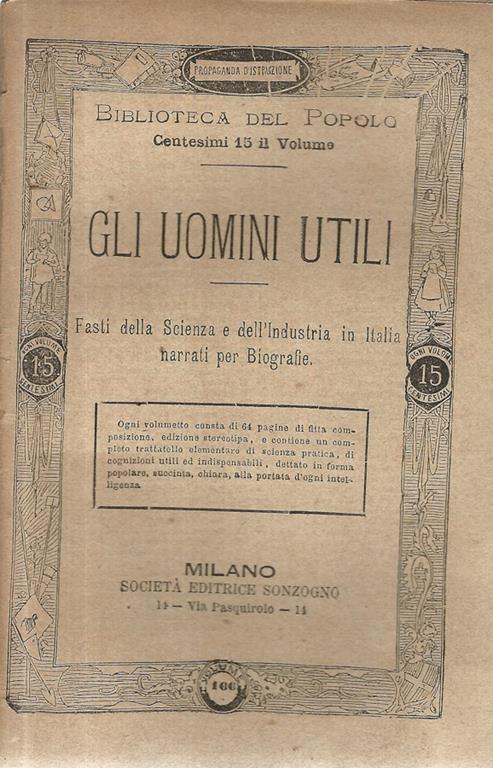 PROPAGANDA D'ISTRUZIONE
BIBLIOTECA DEL POPOLO
Centesimi 15 il Volume
GLI UOMINI UTILI
Fasti della Scienza e dell'Industria in Italia
narrati per Biografie.
OGNI VOLUME
15
CENTESIMI
OGNI VOLUME
15
CENTESIMI
Ogni volumetto consta di 64 pagine di fitta com-
posizione, edizione stereotipa, e contiene un com-
pleto trattatello elementare di scienza pratica, di
cognizioni utili ed indispensabili, dettato in forma
popolare, succinta, chiara, alla portata d'ogni intel-
ligenza
MILANO
SOCIETÀ EDITRICE SONZOGNO
14 — Via Pasquirolo — 14
VOLUME
166